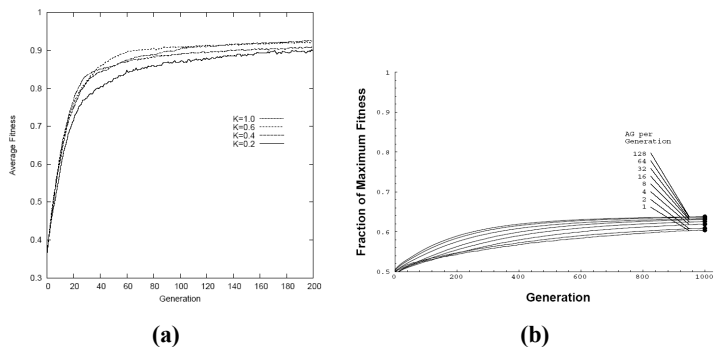 1
0.9
0.8
0.7
0.6
0.5
0.4
0.3
0 20 40 60 80 100 120 140 160 180 200
Average Fitness
Generation
K=1.0
K=0.6
K=0.4
K=0.2
(a)
1
0.9
0.8
0.7
0.6
0.5
0 200 400 600 800 1000
Fraction of Maximum Fitness
Generation
AG per
Generation
128
64
32
16
8
4
2
1
(b)